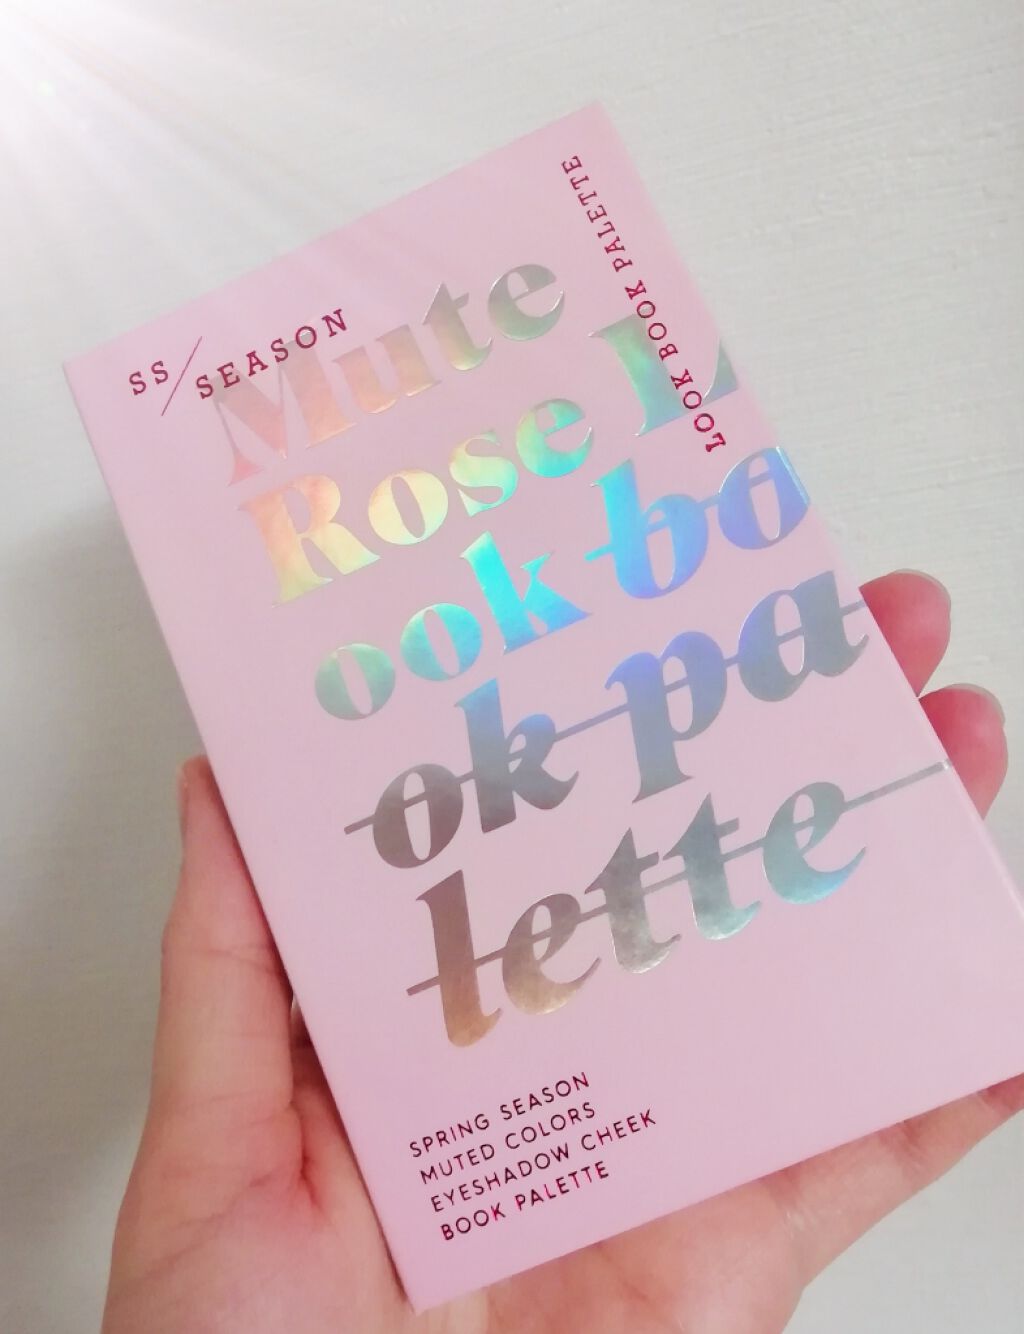 SS/SEASON
LOOK BOOK PALETTE
Mute
Rose L
ook bo
ok pa
lette
SPRING SEASON
MUTED COLORS
EYESHADOW CHEEK
BOOK PALETTE